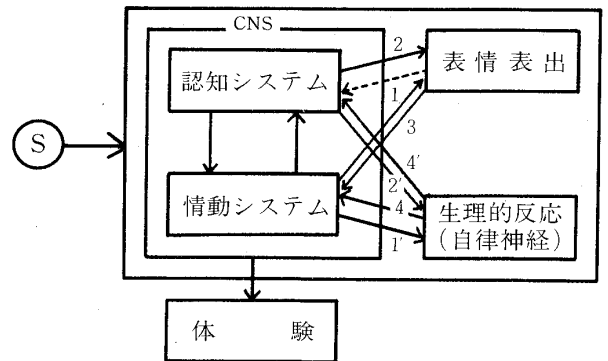 CNS
認知システム
2
表情表出
1
3
S
4′
2′
情動システム
4
生理的反応
(自律神経)
1′
体 験